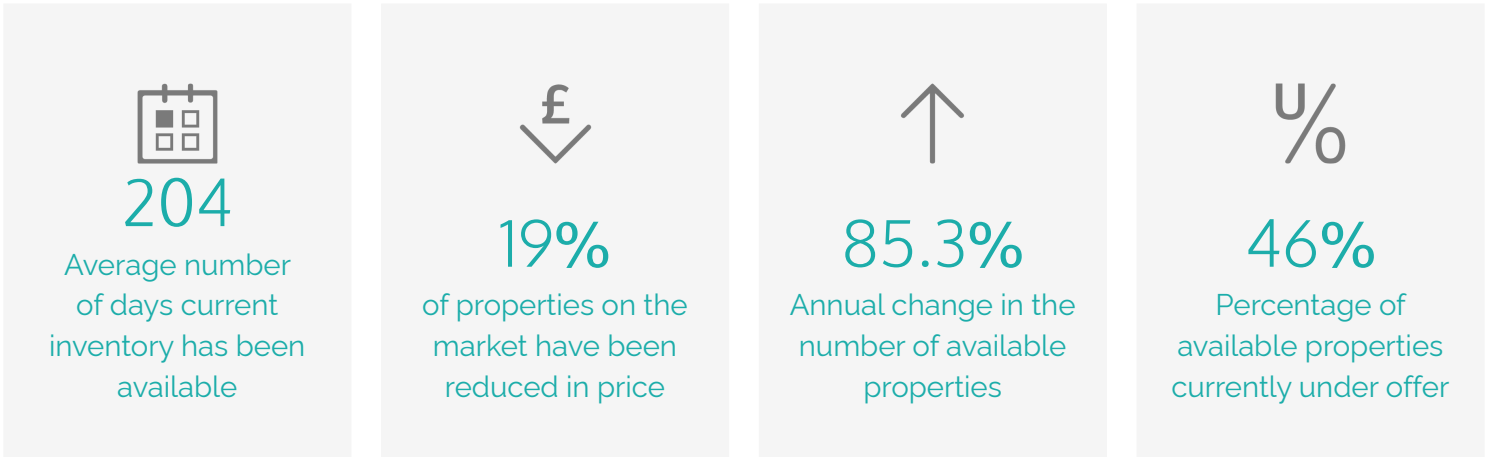 204
Average number
of days current
inventory has been
available
£
19%
of properties on the
market have been
reduced in price
85.3%
Annual change in the
number of available
properties
U%
46%
Percentage of
available properties
currently under offer